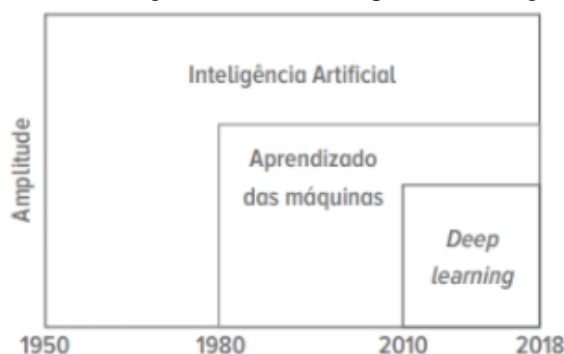 Inteligência Artificial
Amplitude
Aprendizado
das máquinas
Deep
learning
1950 1980 2010 2018